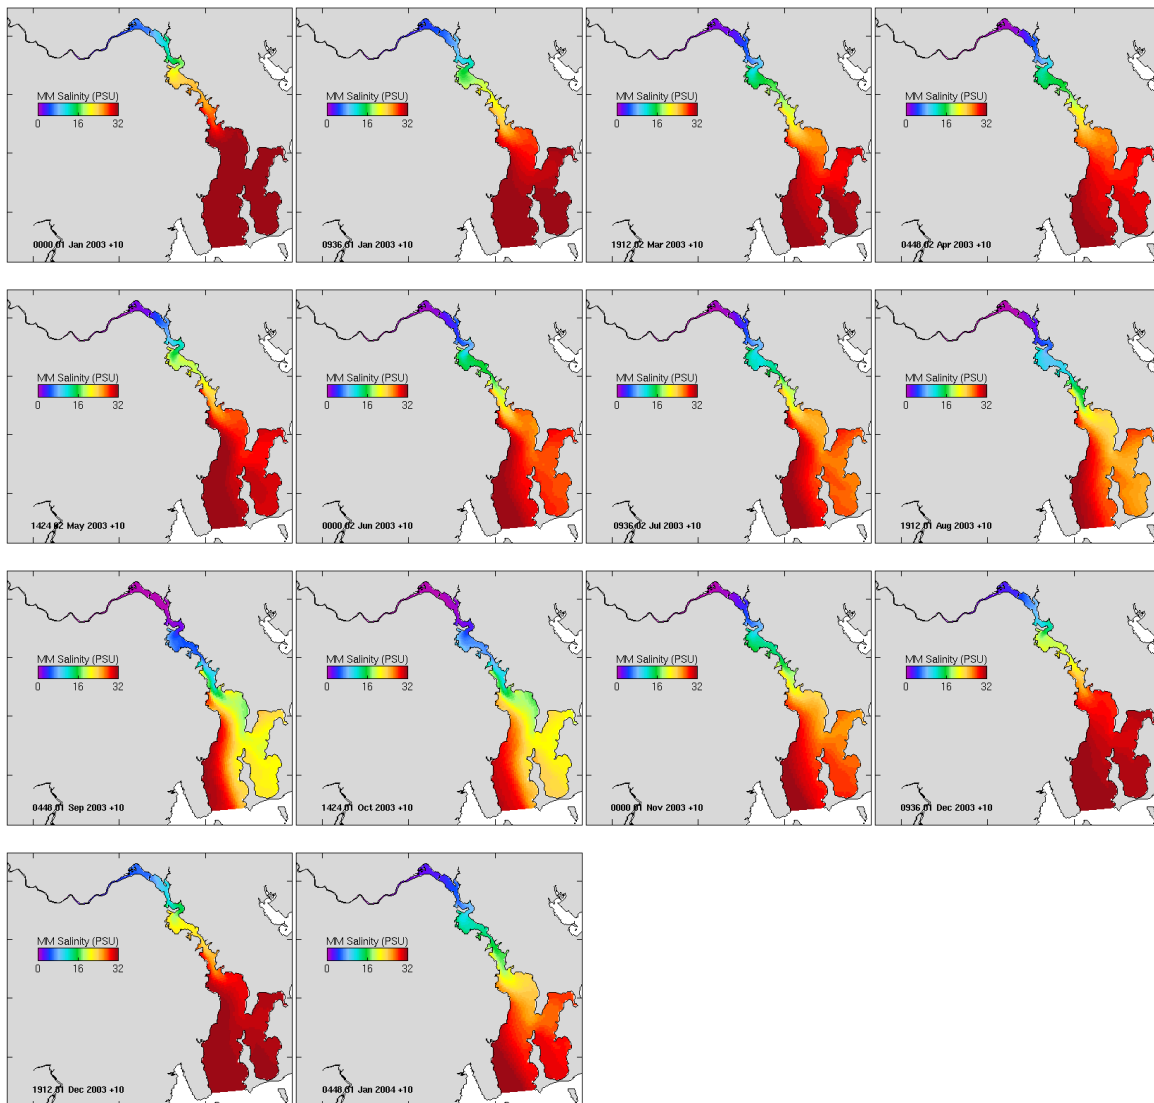 MM Salinity (PSU)
0 16 32
0000 01 Jan 2003 +10
MM Salinity (PSU)
0 16 32
0936 31 Jan 2003 +10
MM Salinity (PSU)
0 16 32
1912 02 Mar 2003 +10
MM Salinity (PSU)
0 16 32
0448 02 Apr 2003 +10
MM Salinity (PSU)
0 16 32
1424 02 May 2003 +10
MM Salinity (PSU)
0 16 32
0000 02 Jun 2003 +10
MM Salinity (PSU)
0 16 32
0936 02 Jul 2003 +10
MM Salinity (PSU)
0 16 32
1912 01 Aug 2003 +10
MM Salinity (PSU)
0 16 32
0448 01 Sep 2003 +10
MM Salinity (PSU)
0 16 32
1424 01 Oct 2003 +10
MM Salinity (PSU)
0 16 32
0000 01 Nov 2003 +10
MM Salinity (PSU)
0 16 32
0936 01 Dec 2003 +10
MM Salinity (PSU)
0 16 32
1912 31 Dec 2003 +10
MM Salinity (PSU)
0 16 32
0448 31 Jan 2004 +10